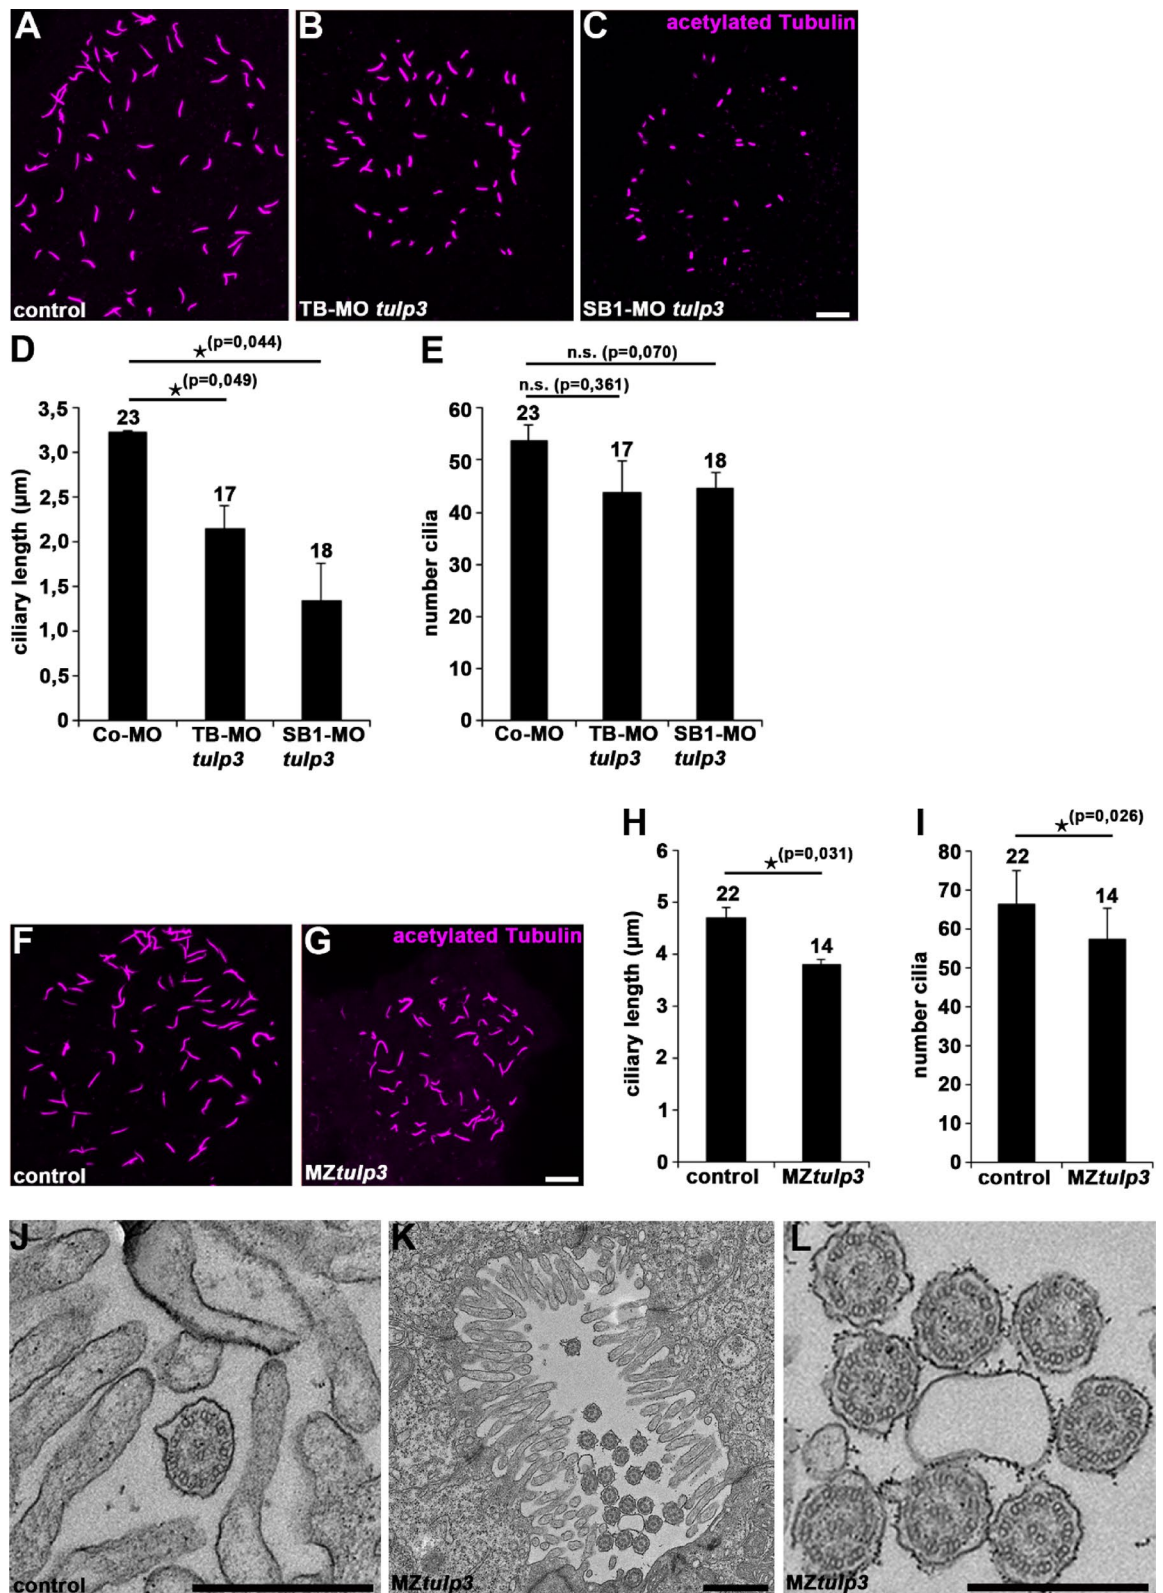 A
B
C
acetylated Tubulin
control
TB-MO tulp3
SB1-MO tulp3
D
★(p=0,044)
★(p=0,049)
3,5
3,0
2,5
2,0
1,5
1,0
0,5
0
ciliary length (µm)
23
17
18
Co-MO
TB-MO
tulp3
SB1-MO
tulp3
E
n.s. (p=0,070)
n.s. (p=0,361)
60
50
40
30
20
10
0
number cilia
23
17
18
Co-MO
TB-MO
tulp3
SB1-MO
tulp3
F
G
acetylated Tubulin
control
MZtulp3
H
★(p=0,031)
6
5
4
3
2
1
0
ciliary length (µm)
22
14
control
MZtulp3
I
★(p=0,026)
80
70
60
50
40
30
20
10
0
number cilia
22
14
control
MZtulp3
J
control
K
MZtulp3
L
MZtulp3